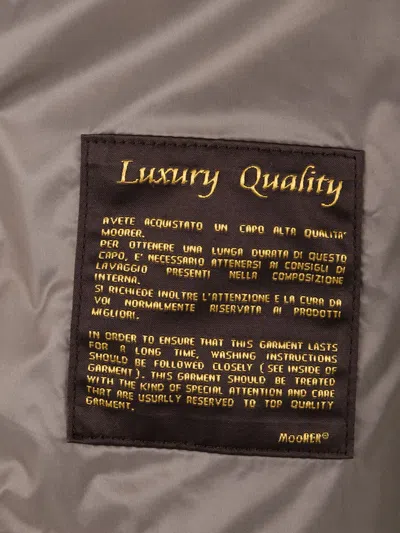 Luxury Quality
AVETE ACQUISTATO UN CAPO ALTA QUALITA'
MOORER.
PER OTTENERE UNA LUNGA DURATA DI QUESTO
CAPO, E' NECESSARIO ATTENERSI AI CONSIGLI DI
LAVAGGIO PRESENTI NELLA COMPOSIZIONE
INTERNA.
SI RICHIEDE INOLTRE L'ATTENZIONE E LA CURA DA
VOI NORMALMENTE RISERVATA AI PRODOTTI
MIGLIORI.
IN ORDER TO ENSURE THAT THIS GARMENT LASTS
FOR A LONG TIME, WASHING INSTRUCTIONS
SHOULD BE FOLLOWED CLOSELY ( SEE INSIDE OF
GARMENT ). THIS GARMENT SHOULD BE TREATED
WITH THE KIND OF SPECIAL ATTENTION AND CARE
THAT ARE USUALLY RESERVED TO TOP QUALITY
GARMENT.
MOORER®